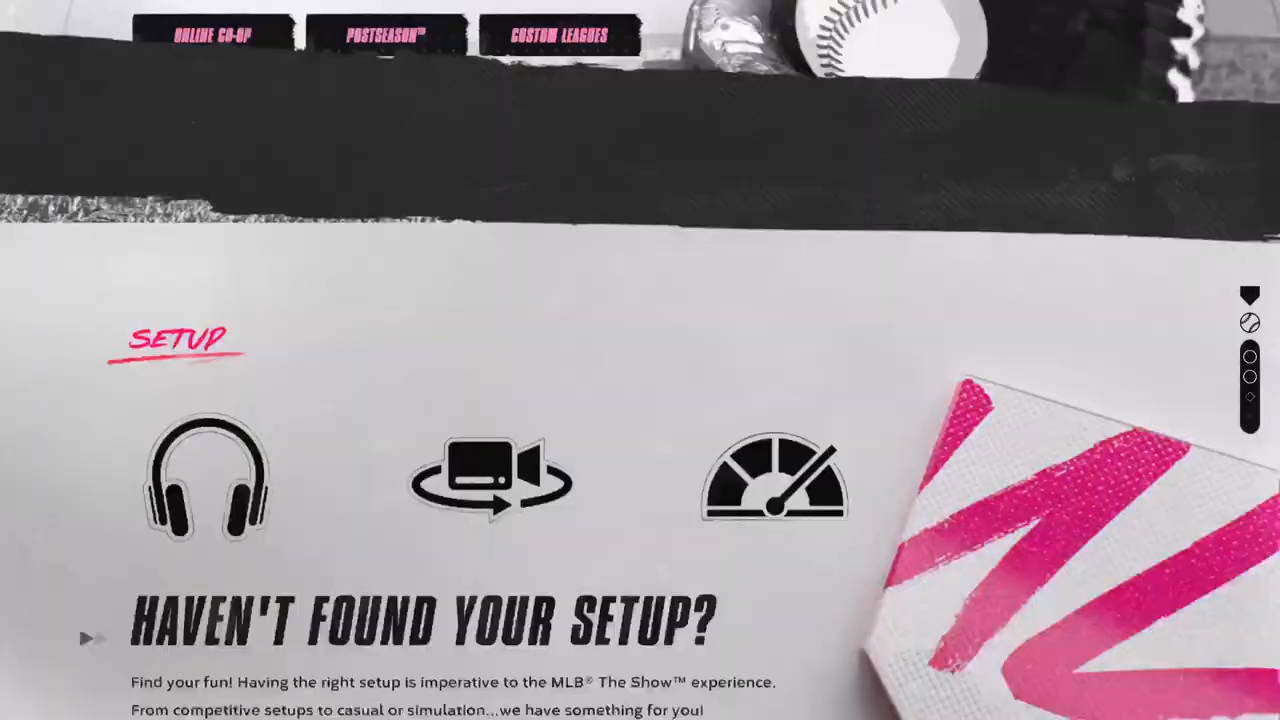 ONLINE CO-OP
POSTSEASON™
CUSTOM LEAGUES
SETUP
HAVEN'T FOUND YOUR SETUP?
Find your fun! Having the right setup is imperative to the MLB® The Show™ experience.
From competitive setups to casual or simulation...we have something for you!